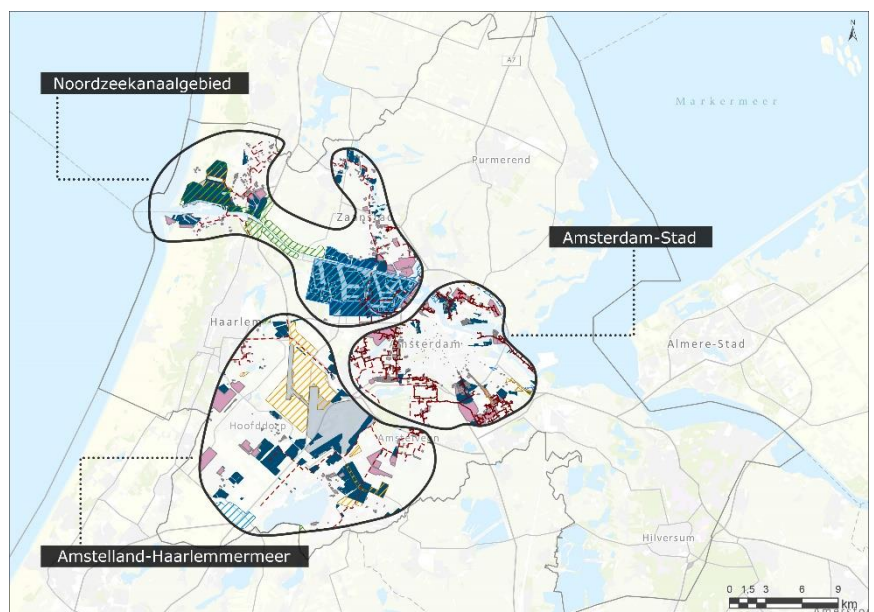 N
A7
Markermeer
Noordzeekanaalgebied
Purmerend
Zaanstad
Amsterdam-Stad
Haarlem
Amsterdam
Almere-Stad
Hoofddorp
Amstelveen
Hilversum
Amstelland-Haarlemmermeer
0 1,5 3 6 9
km